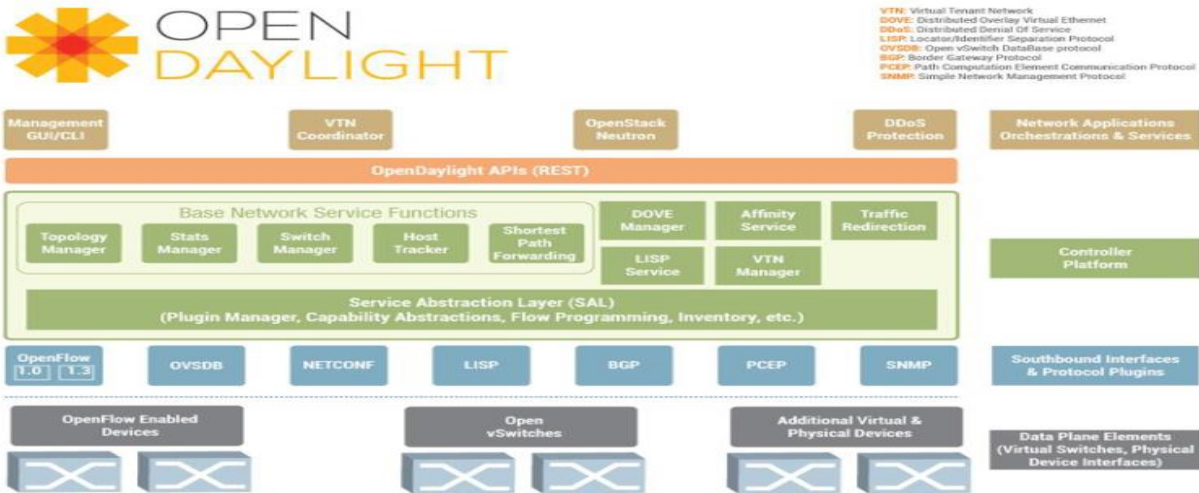 OPEN
DAYLIGHT
VTN: Virtual Tenant Network
DOVE: Distributed Overlay Virtual Ethernet
DDoS: Distributed Denial Of Service
LISP: Locator/Identifier Separation Protocol
OVSDB: Open vSwitch DataBase protocol
BGP: Border Gateway Protocol
PCEP: Path Computation Element Communication Protocol
SNMP: Simple Network Management Protocol
Management
GUI/CLI
VTN
Coordinator
OpenStack
Neutron
DDoS
Protection
Network Applications
Orchestrations & Services
OpenDaylight APIs (REST)
Base Network Service Functions
Topology
Manager
Stats
Manager
Switch
Manager
Host
Tracker
Shortest
Path
Forwarding
DOVE
Manager
Affinity
Service
Traffic
Redirection
LISP
Service
VTN
Manager
Controller
Platform
Service Abstraction Layer (SAL)
(Plugin Manager, Capability Abstractions, Flow Programming, Inventory, etc.)
OpenFlow
1.0 1.3
OVSDB
NETCONF
LISP
BGP
PCEP
SNMP
Southbound Interfaces
& Protocol Plugins
OpenFlow Enabled
Devices
Open
vSwitches
Additional Virtual &
Physical Devices
Data Plane Elements
(Virtual Switches, Physical
Device Interfaces)